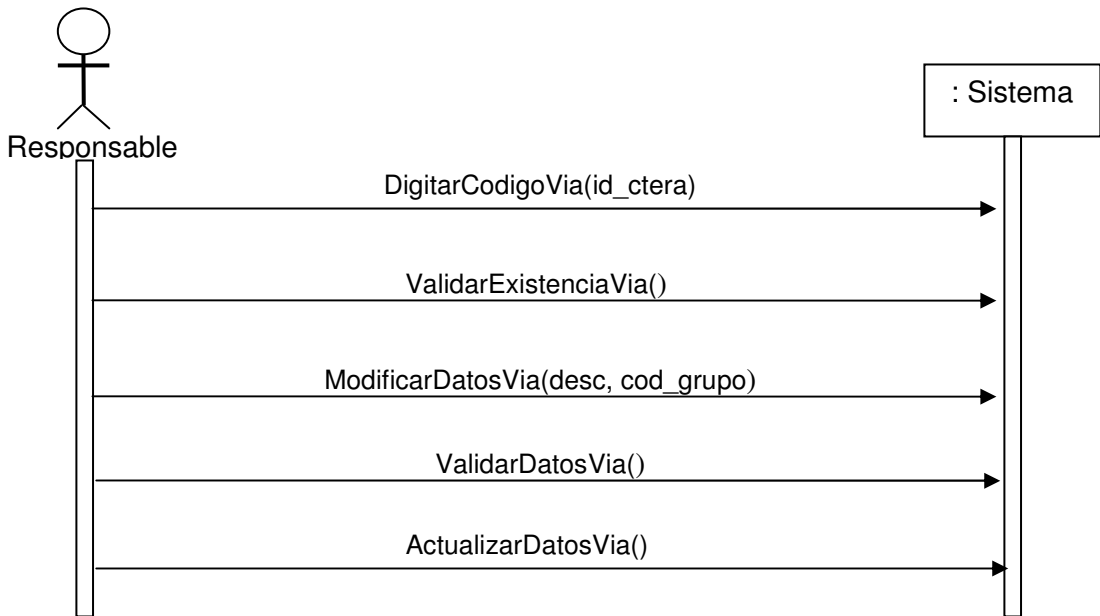 : Sistema
Responsable
DigitarCodigoVia(id_ctera)
ValidarExistenciaVia()
ModificarDatosVia(desc, cod_grupo)
ValidarDatosVia()
ActualizarDatosVia()